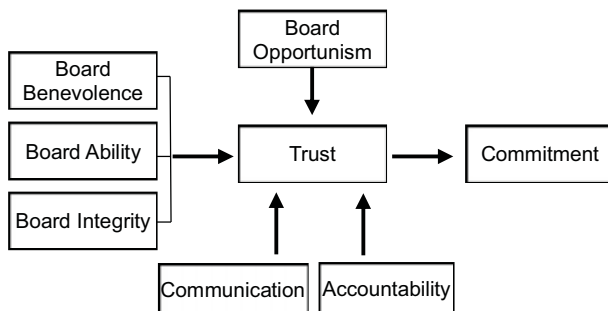 Board
Opportunism
Board
Benevolence
Board Ability
Trust
Commitment
Board Integrity
Communication
Accountability